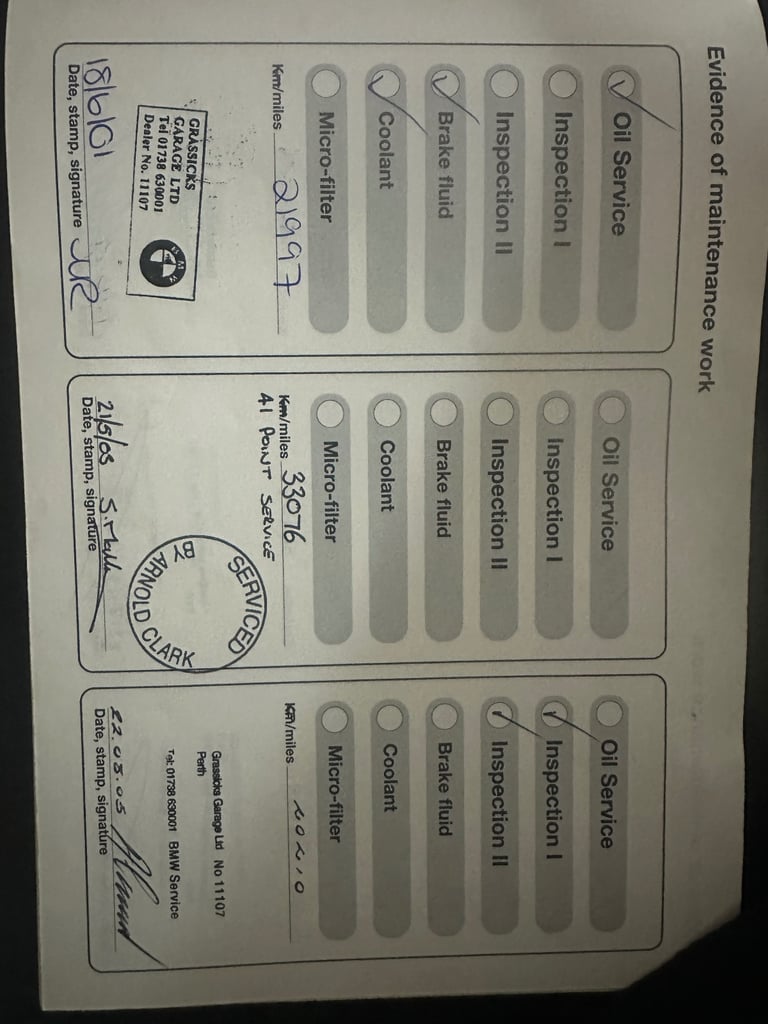 Evidence of maintenance work
Oil Service
Inspection I
Inspection II
Brake fluid
Coolant
Micro-filter
Km/miles 21997
GRASSICKS
GARAGE LTD
Tel 01738 630001
Dealer No. 11107
BMW
18/6/01
Date, stamp, signature
Oil Service
Inspection I
Inspection II
Brake fluid
Coolant
Micro-filter
Km/miles 33076
41 POINT SERVICE
SERVICED
BY
ARNOLD CLARK
21/5/03
Date, stamp, signature
Oil Service
Inspection I
Inspection II
Brake fluid
Coolant
Micro-filter
Km/miles
Grassicks Garage Ltd No 11107
Perth
Tel: 01738 630001 BMW Service
22.08.05
Date, stamp, signature